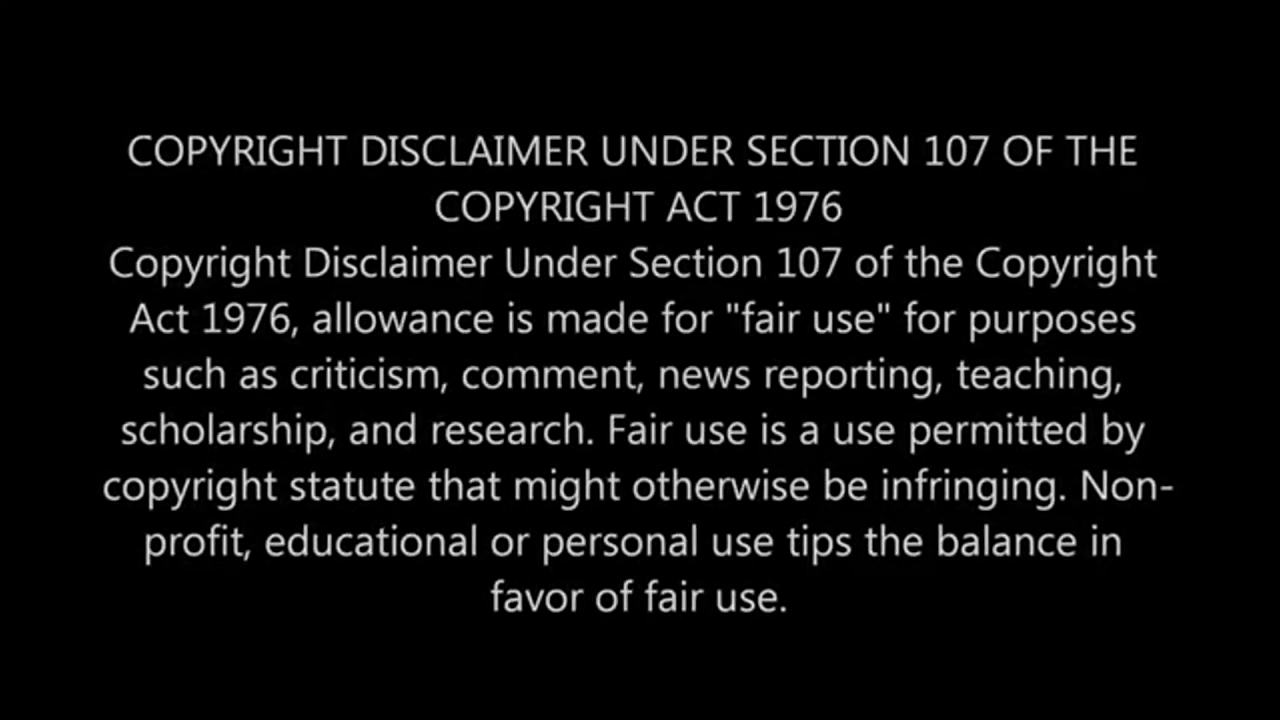 COPYRIGHT DISCLAIMER UNDER SECTION 107 OF THE
COPYRIGHT ACT 1976
Copyright Disclaimer Under Section 107 of the Copyright
Act 1976, allowance is made for "fair use" for purposes
such as criticism, comment, news reporting, teaching,
scholarship, and research. Fair use is a use permitted by
copyright statute that might otherwise be infringing. Non-
profit, educational or personal use tips the balance in
favor of fair use.